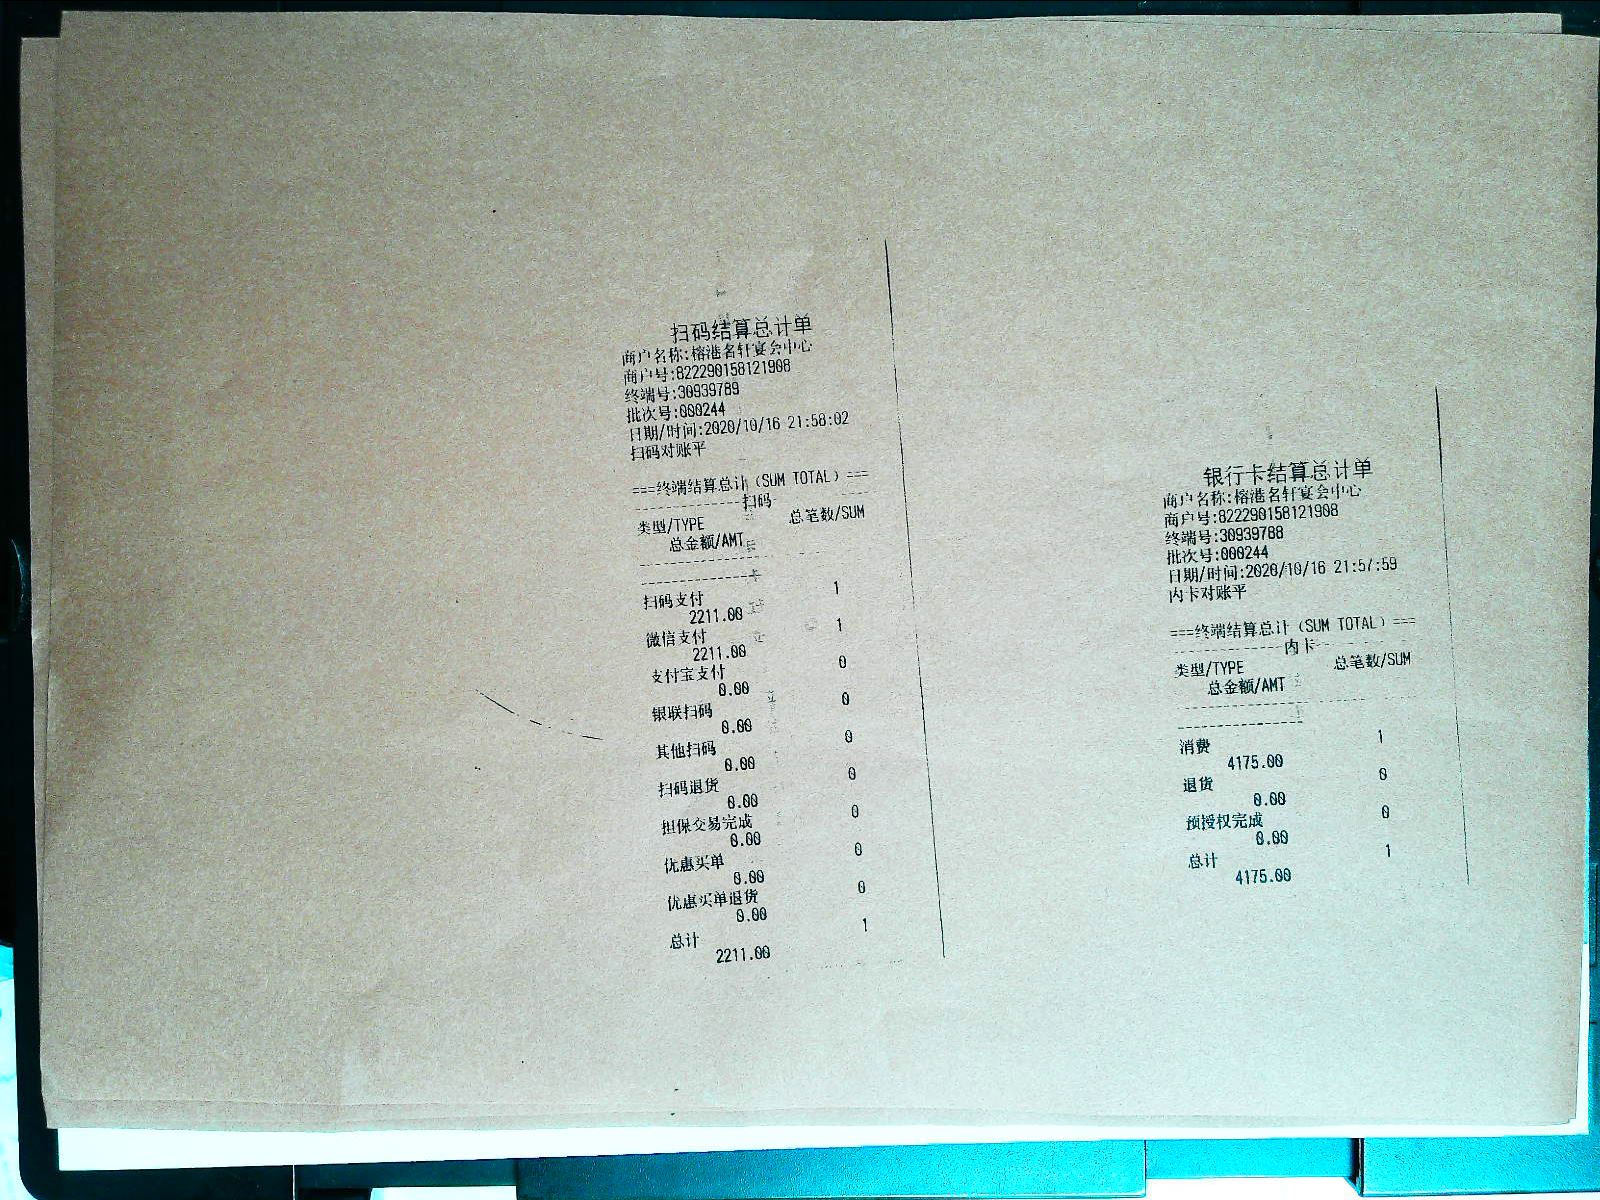 扫码结算总计单
商户名称:榕港名轩宴会中心
商户号:822290158121908
终端号:30939789
批次号:000244
日期/时间:2020/10/16 21:58:02
扫码对账平
===终端结算总计(SUM TOTAL)===
扫码
类型/TYPE 总笔数/SUM
总金额/AMT
扫码支付 1
2211.00
微信支付 1
2211.00
支付宝支付 0
0.00
银联扫码 0
0.00
其他扫码 0
0.00
扫码退货 0
0.00
担保交易完成 0
0.00
优惠买单 0
0.00
优惠买单退货 0
0.00
总计 1
2211.00
银行卡结算总计单
商户名称:榕港名轩宴会中心
商户号:822290158121908
终端号:30939788
批次号:000244
日期/时间:2020/10/16 21:57:59
内卡对账平
===终端结算总计(SUM TOTAL)===
内卡
类型/TYPE 总笔数/SUM
总金额/AMT
消费 1
4175.00
退货 0
0.00
预授权完成 0
0.00
总计 1
4175.00